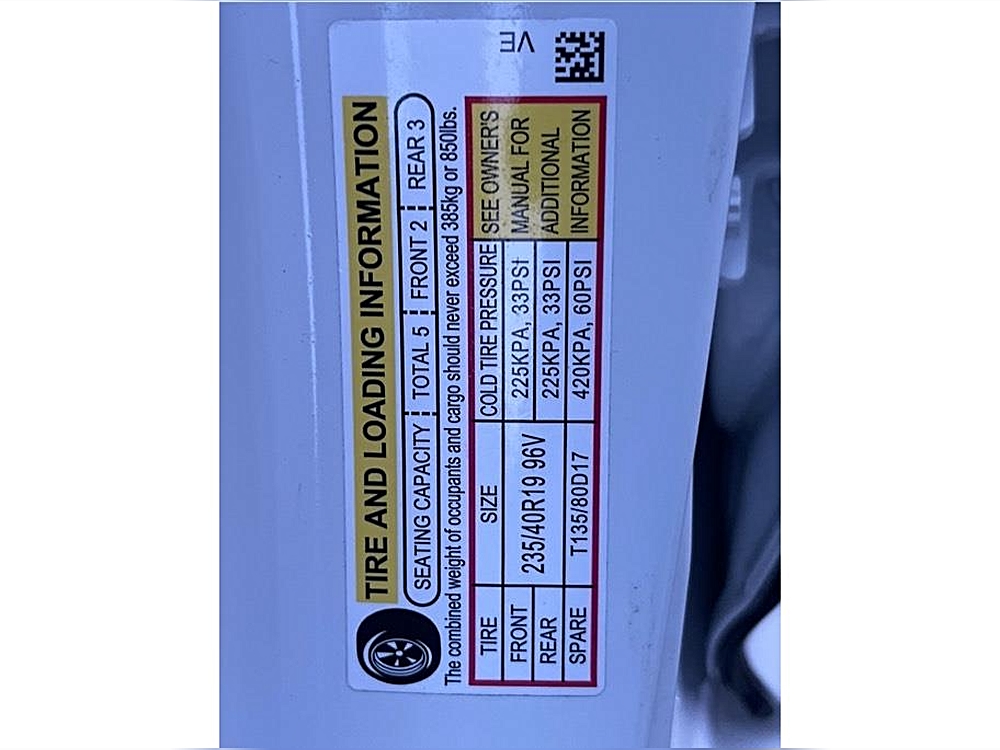 VE
TIRE AND LOADING INFORMATION
SEATING CAPACITY TOTAL 5 FRONT 2 REAR 3
The combined weight of occupants and cargo should never exceed 385kg or 850lbs.
TIRE SIZE COLD TIRE PRESSURE SEE OWNER'S MANUAL FOR ADDITIONAL INFORMATION
FRONT 235/40R19 96V 225KPA, 33PSI
REAR 225KPA, 33PSI
SPARE T135/80D17 420KPA, 60PSI